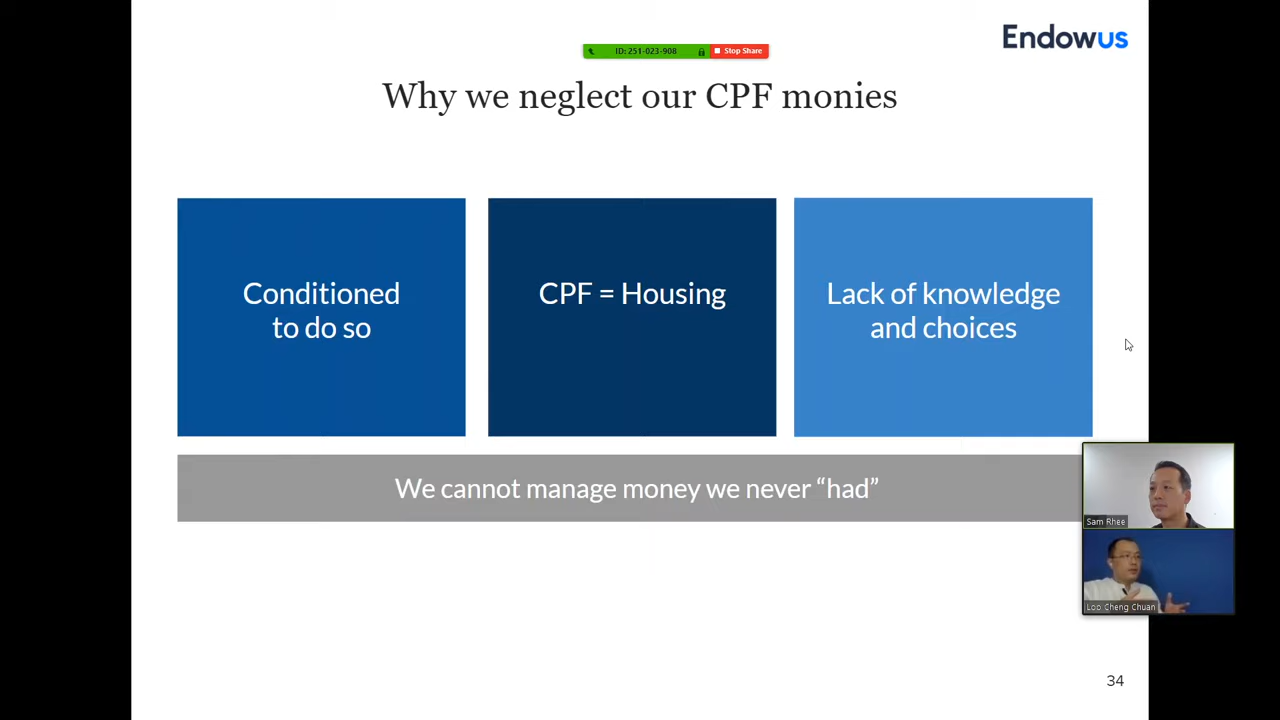 Endowus
ID: 251-023-908
Stop Share
Why we neglect our CPF monies
Conditioned
to do so
CPF = Housing
Lack of knowledge
and choices
We cannot manage money we never “had”
Sam Rhee
Loo Cheng Chuan
34